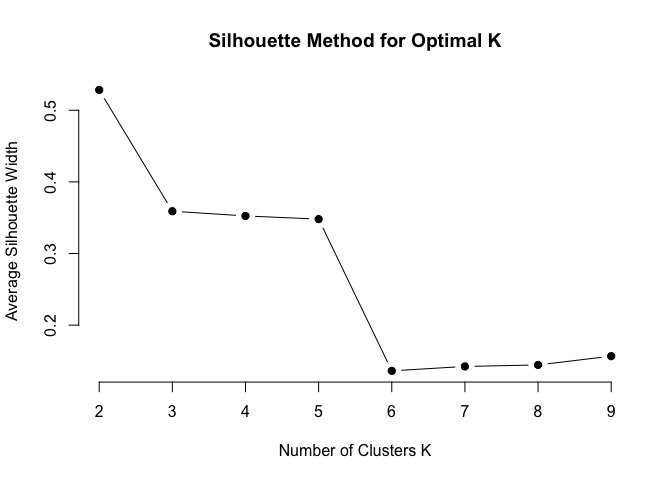 Silhouette Method for Optimal K
Average Silhouette Width
0.5
0.4
0.3
0.2
2 3 4 5 6 7 8 9
Number of Clusters K